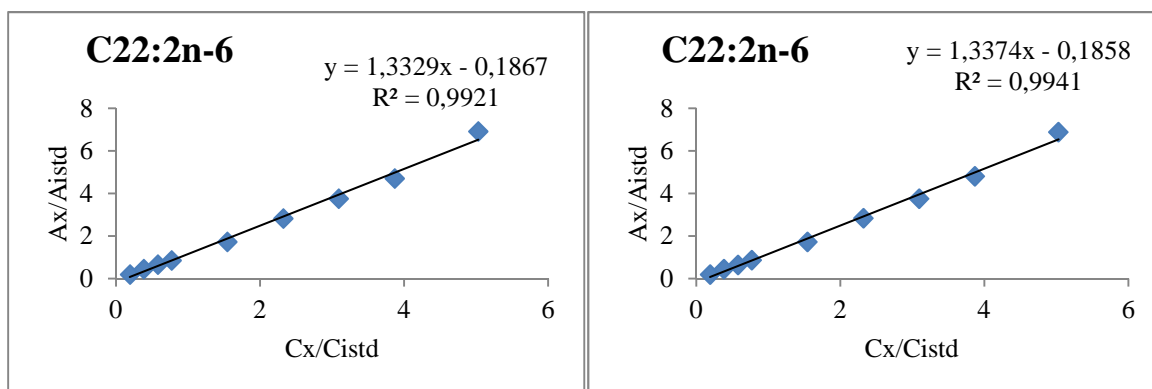 C22:2n-6
y = 1,3329x - 0,1867
R² = 0,9921
8
6
4
2
0
0 2 4 6
Ax/Aistd
Cx/Cistd
C22:2n-6
y = 1,3374x - 0,1858
R² = 0,9941
8
6
4
2
0
0 2 4 6
Ax/Aistd
Cx/Cistd